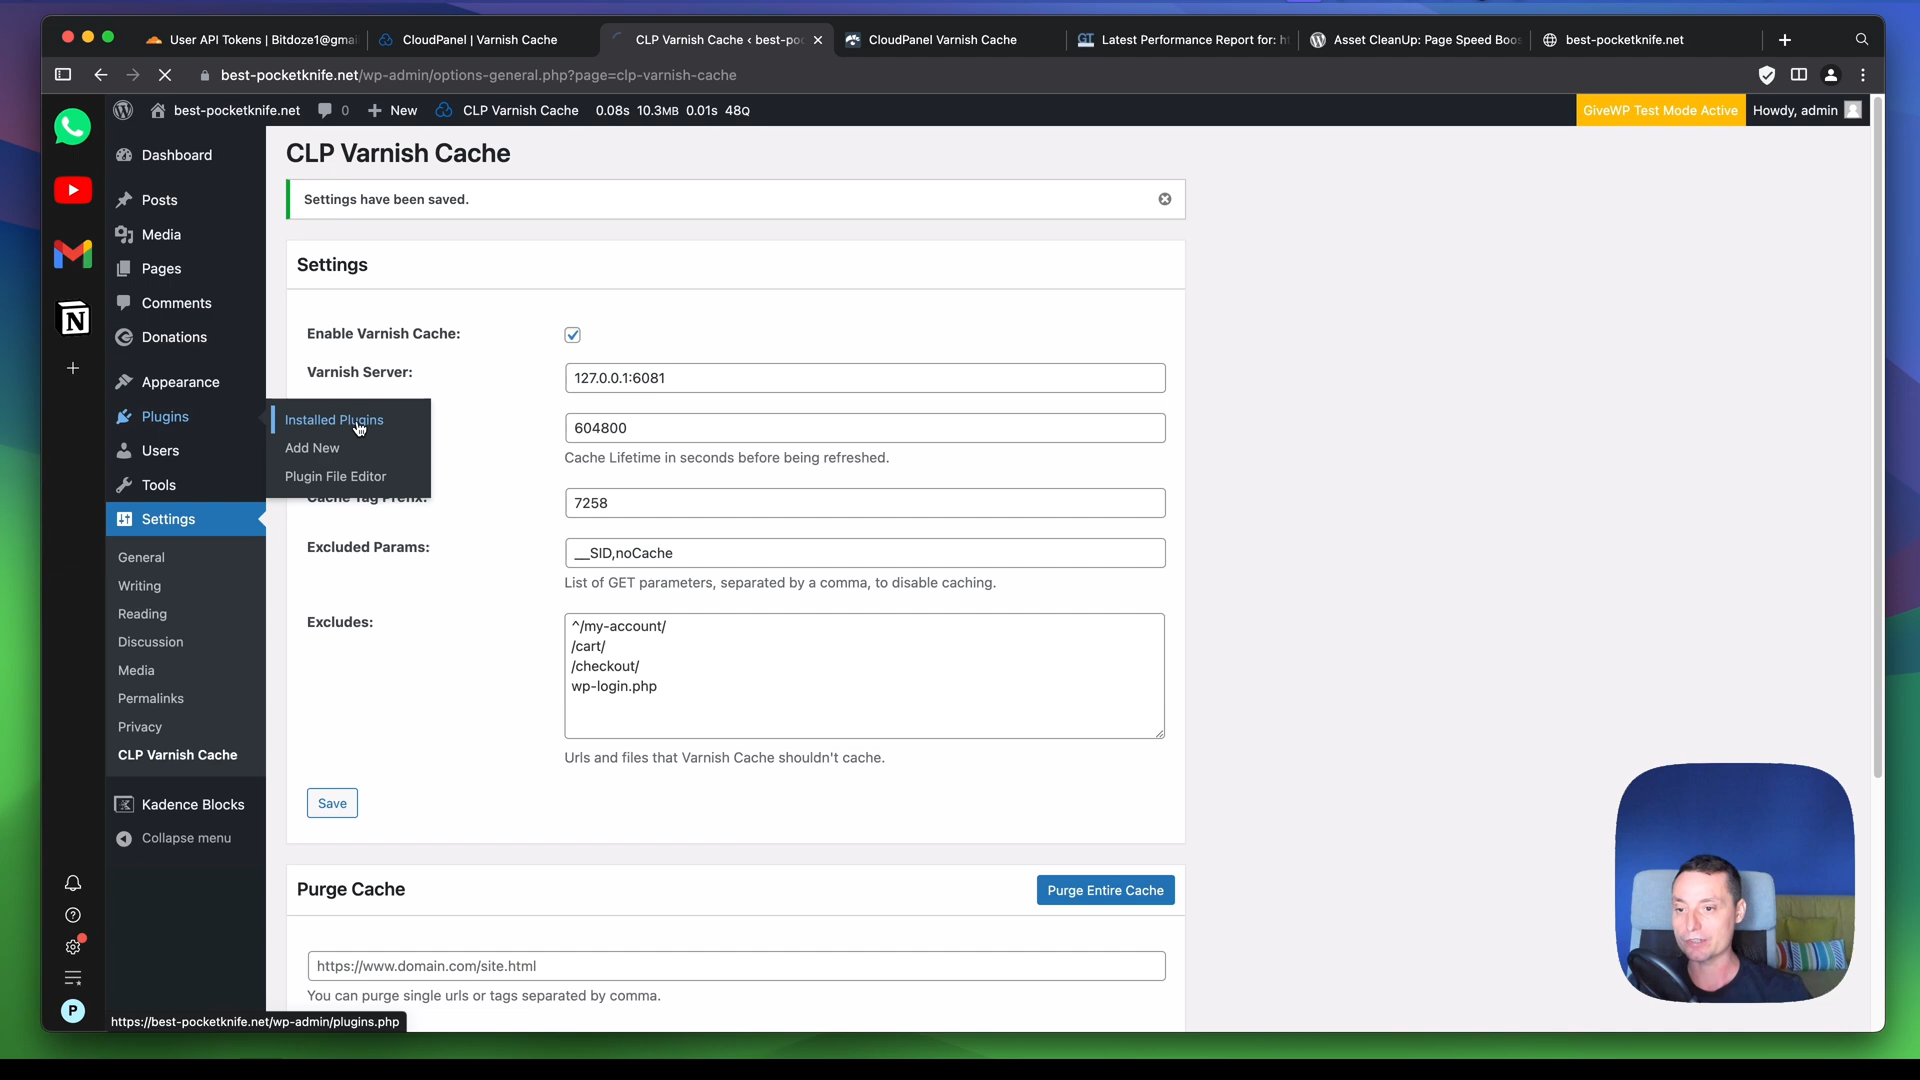 User API Tokens | Bitdoze1@gmai
CloudPanel | Varnish Cache
CLP Varnish Cache ‹ best-poc
CloudPanel Varnish Cache
GT Latest Performance Report for: ht
Asset CleanUp: Page Speed Boos
best-pocketknife.net
best-pocketknife.net/wp-admin/options-general.php?page=clp-varnish-cache
best-pocketknife.net
0
New
CLP Varnish Cache
0.08s 10.3MB 0.01s 48Q
GiveWP Test Mode Active
Howdy, admin
Dashboard
Posts
Media
Pages
Comments
Donations
Appearance
Plugins
Users
Tools
Settings
General
Writing
Reading
Discussion
Media
Permalinks
Privacy
CLP Varnish Cache
Kadence Blocks
Collapse menu
Installed Plugins
Add New
Plugin File Editor
CLP Varnish Cache
Settings have been saved.
Settings
Enable Varnish Cache:
Varnish Server:
127.0.0.1:6081
604800
Cache Lifetime in seconds before being refreshed.
Cache Tag Prefix:
7258
Excluded Params:
__SID,noCache
List of GET parameters, separated by a comma, to disable caching.
Excludes:
^/my-account/
/cart/
/checkout/
wp-login.php
Urls and files that Varnish Cache shouldn't cache.
Save
Purge Cache
Purge Entire Cache
https://www.domain.com/site.html
You can purge single urls or tags separated by comma.
P
https://best-pocketknife.net/wp-admin/plugins.php